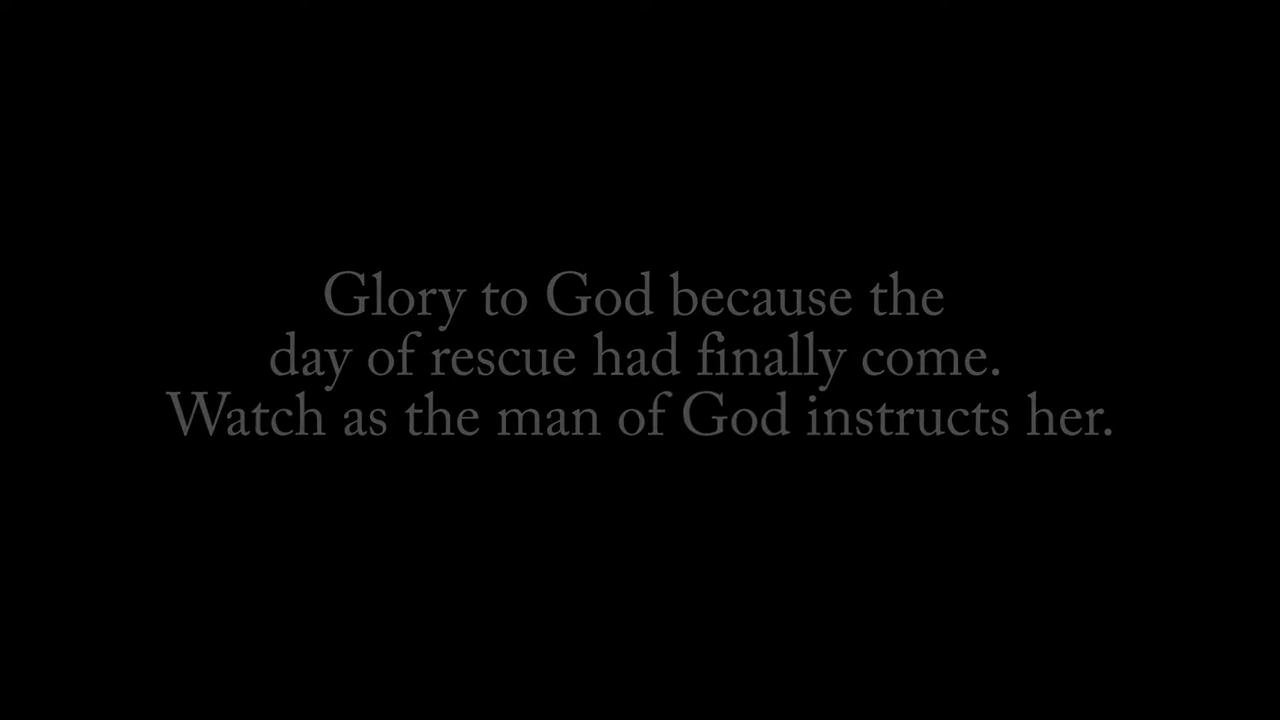 Glory to God because the
day of rescue had finally come.
Watch as the man of God instructs her.